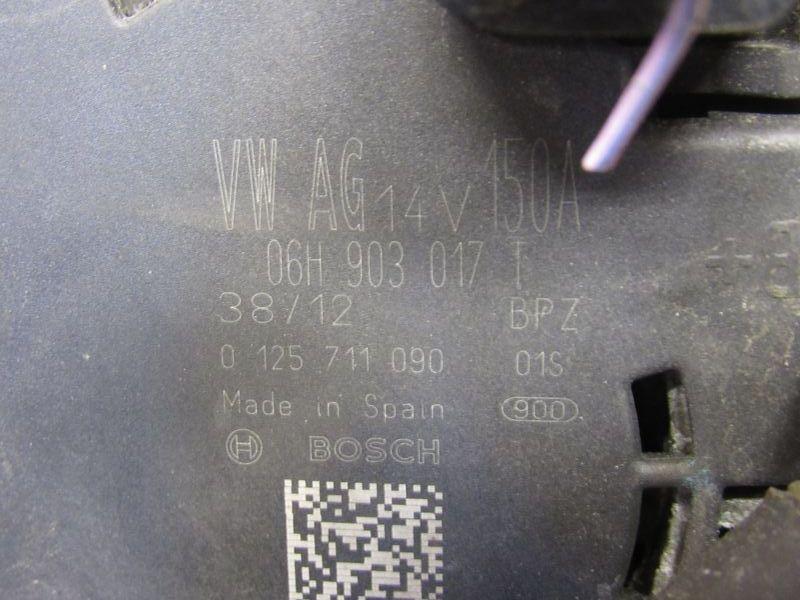 VW AG 14V 150A
06H 903 017 T
38/12 BPZ
0 125 711 090 01S
Made in Spain 900
BOSCH